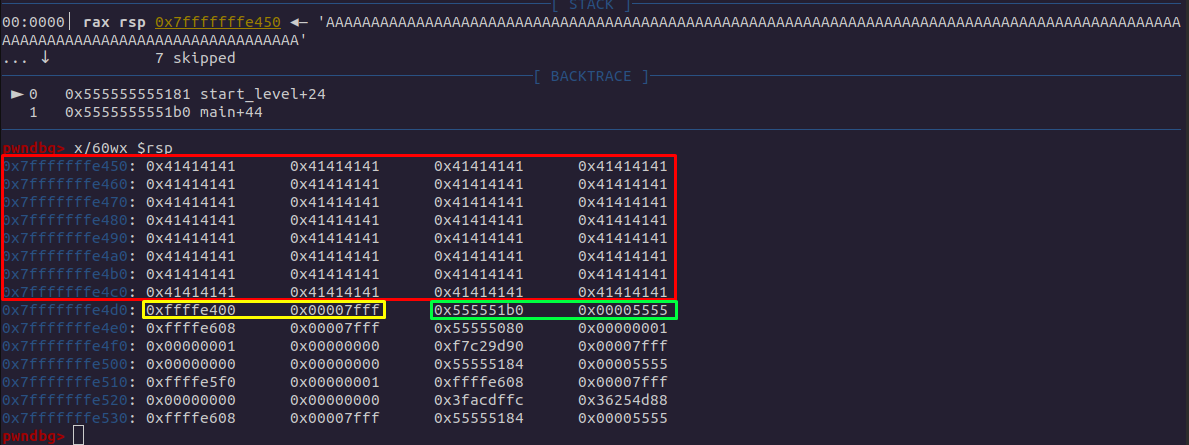 [ STACK ]
00:0000│ rax rsp 0x7fffffffe450 ◂— 'AAAAAAAAAAAAAAAAAAAAAAAAAAAAAAAAAAAAAAAAAAAAAAAAAAAAAAAAAAAAAAAAAAAAAAAAAAAAAAAAAAAAAAAAAAAAAAA
AAAAAAAAAAAAAAAAAAAAAAAAAAAAAAAAA'
... ↓ 7 skipped
[ BACKTRACE ]
► 0 0x555555555181 start_level+24
1 0x5555555551b0 main+44
pwndbg> x/60wx $rsp
0x7fffffffe450: 0x41414141 0x41414141 0x41414141 0x41414141
0x7fffffffe460: 0x41414141 0x41414141 0x41414141 0x41414141
0x7fffffffe470: 0x41414141 0x41414141 0x41414141 0x41414141
0x7fffffffe480: 0x41414141 0x41414141 0x41414141 0x41414141
0x7fffffffe490: 0x41414141 0x41414141 0x41414141 0x41414141
0x7fffffffe4a0: 0x41414141 0x41414141 0x41414141 0x41414141
0x7fffffffe4b0: 0x41414141 0x41414141 0x41414141 0x41414141
0x7fffffffe4c0: 0x41414141 0x41414141 0x41414141 0x41414141
0x7fffffffe4d0: 0xffffe400 0x00007fff 0x555551b0 0x00005555
0x7fffffffe4e0: 0xffffe608 0x00007fff 0x55555080 0x00000001
0x7fffffffe4f0: 0x00000001 0x00000000 0xf7c29d90 0x00007fff
0x7fffffffe500: 0x00000000 0x00000000 0x55555184 0x00005555
0x7fffffffe510: 0xffffe5f0 0x00000001 0xffffe608 0x00007fff
0x7fffffffe520: 0x00000000 0x00000000 0x3facdffc 0x36254d88
0x7fffffffe530: 0xffffe608 0x00007fff 0x55555184 0x00005555
pwndbg>